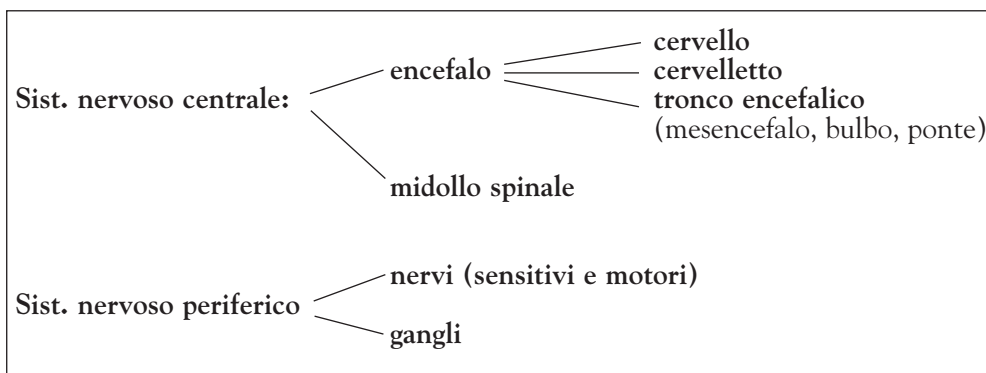 cervello
encefalo
cervelletto
Sist. nervoso centrale:
tronco encefalico
(mesencefalo, bulbo, ponte)
midollo spinale
nervi (sensitivi e motori)
Sist. nervoso periferico
gangli